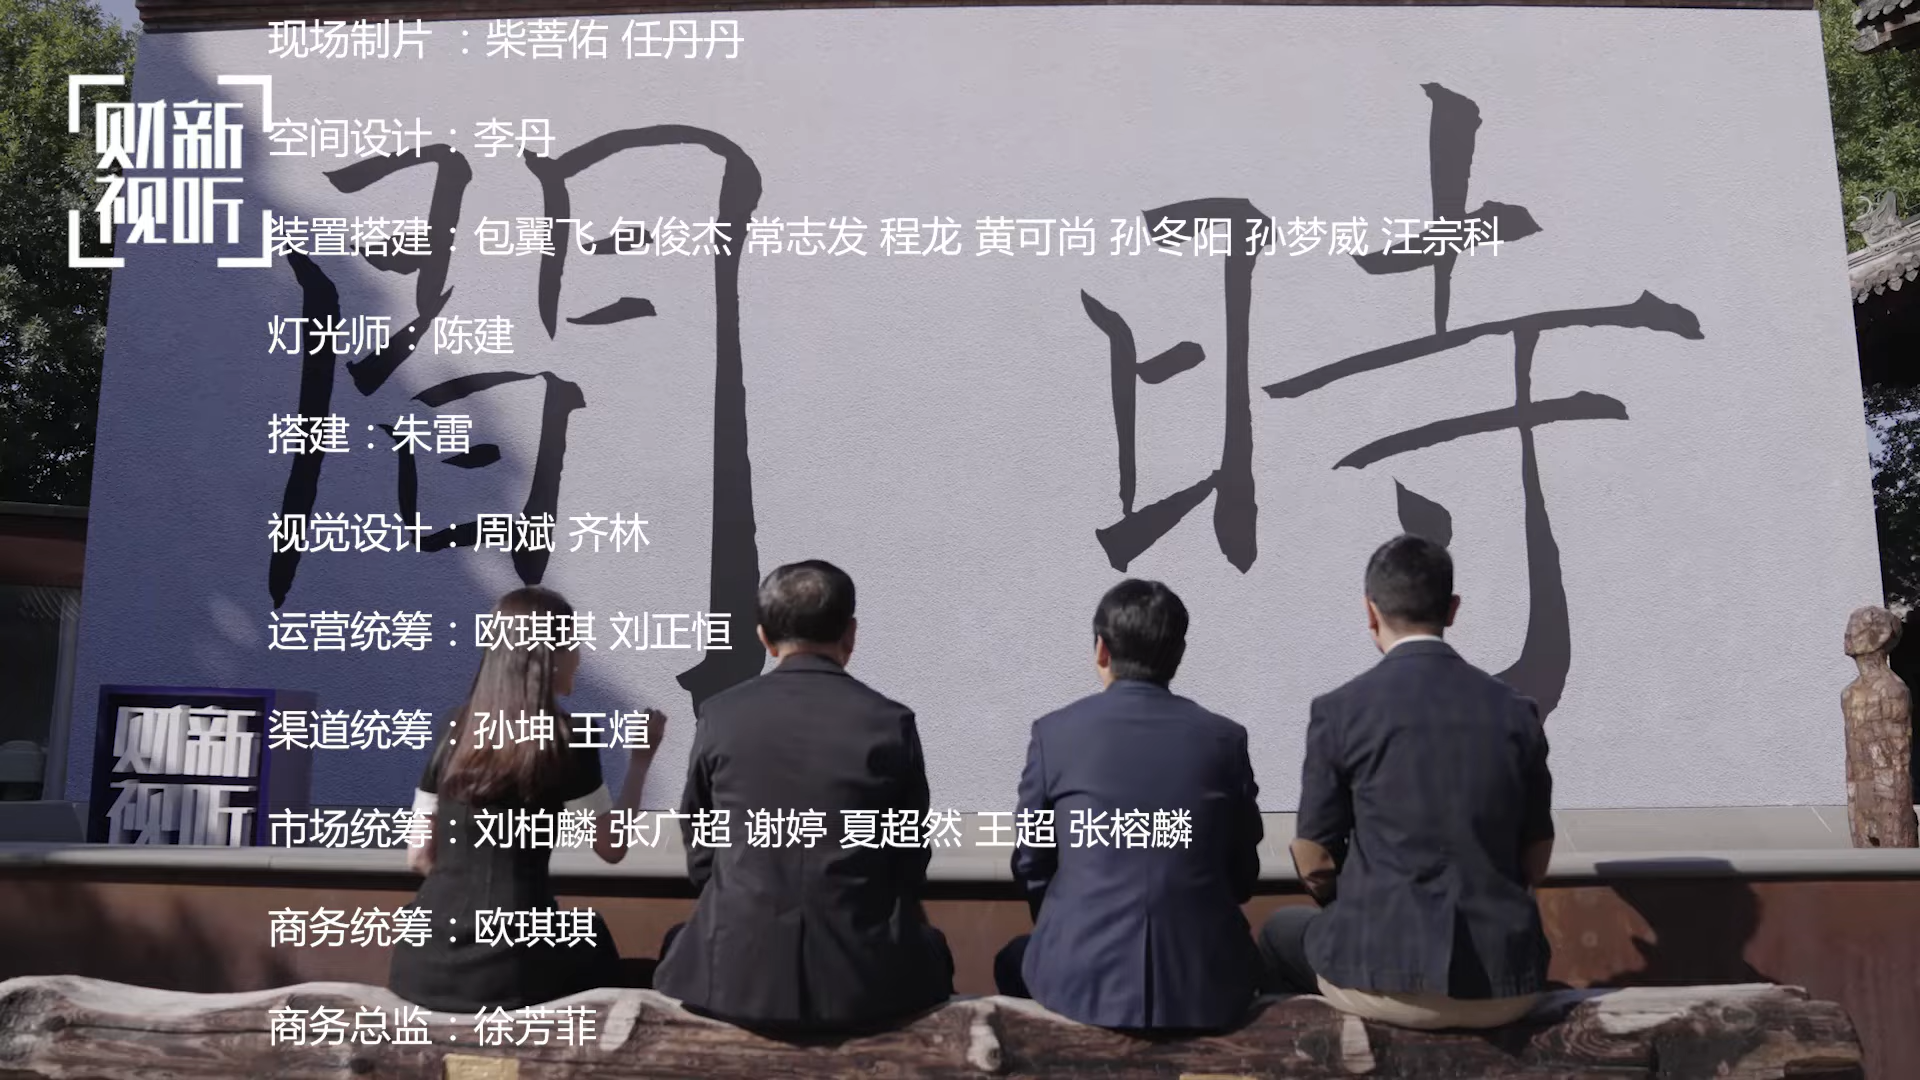 现场制片 ：柴菩佑 任丹丹
财新
视听
空间设计：李丹
装置搭建：包翼飞 包俊杰 常志发 程龙 黄可尚 孙冬阳 孙梦威 汪宗科
間 時
灯光师：陈建
搭建：朱雷
视觉设计：周斌 齐林
运营统筹：欧琪琪 刘正恒
渠道统筹：孙坤 王煊
财新
视听
市场统筹：刘柏麟 张广超 谢婷 夏超然 王超 张榕麟
商务统筹：欧琪琪
商务总监：徐芳菲